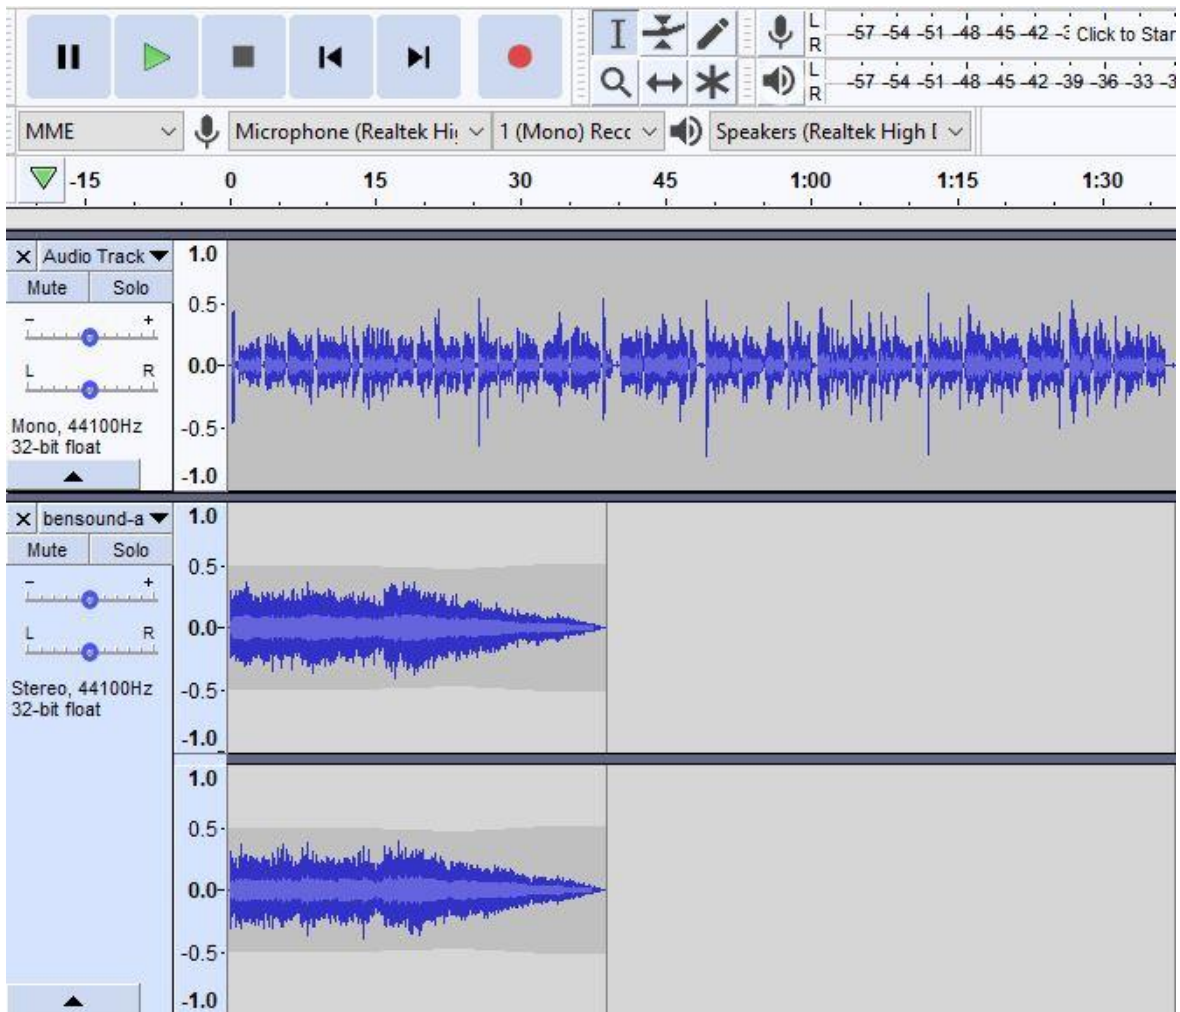 L
R
-57 -54 -51 -48 -45 -42 -3 Click to Star
L
R
-57 -54 -51 -48 -45 -42 -39 -36 -33 -3
MME Microphone (Realtek Hi 1 (Mono) Recc Speakers (Realtek High
-15 0 15 30 45 1:00 1:15 1:30
X Audio Track 1.0
Mute Solo
0.5
- +
L R
0.0
Mono, 44100Hz
-0.5
32-bit float
-1.0
X bensound-a 1.0
Mute Solo
0.5
- +
0.0
L R
Stereo, 44100Hz
-0.5
32-bit float
-1.0
1.0
0.5
0.0
-0.5
-1.0